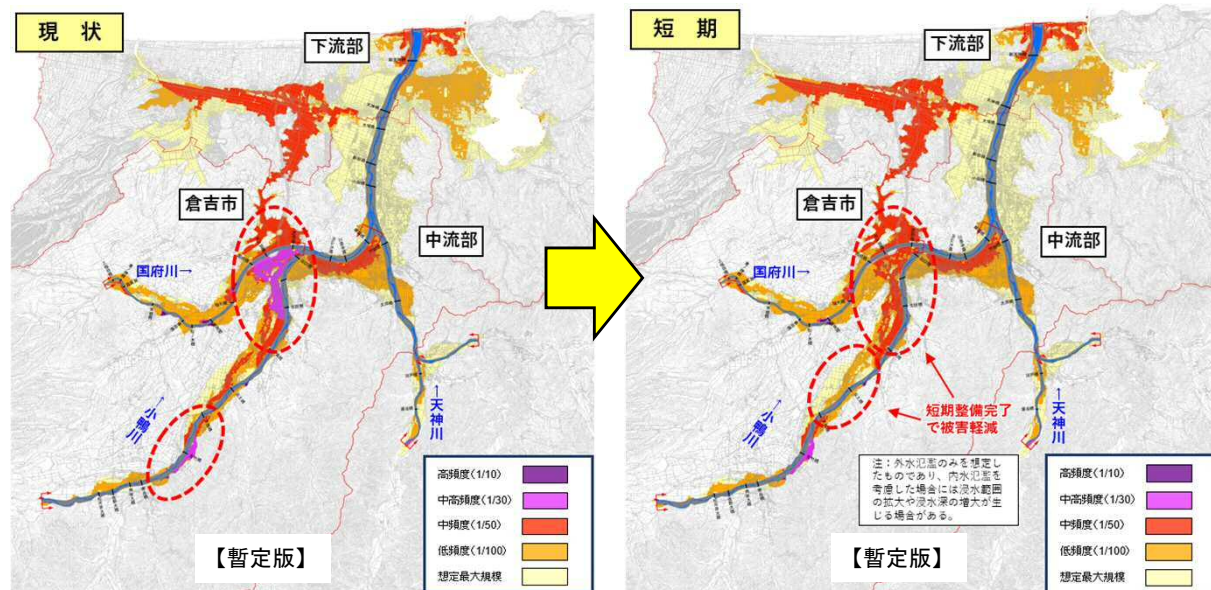 現 状
下流部
倉吉市
中流部
国府川→
←小鴨川
←天神川
高頻度(1/10)
中高頻度(1/30)
中頻度(1/50)
低頻度(1/100)
想定最大規模
【暫定版】
短 期
下流部
倉吉市
中流部
国府川→
←小鴨川
←天神川
短期整備完了
で被害軽減
注：外水氾濫のみを想定し
たものであり、内水氾濫を
考慮した場合には浸水範囲
の拡大や浸水深の増大が生
じる場合がある。
高頻度(1/10)
中高頻度(1/30)
中頻度(1/50)
低頻度(1/100)
想定最大規模
【暫定版】